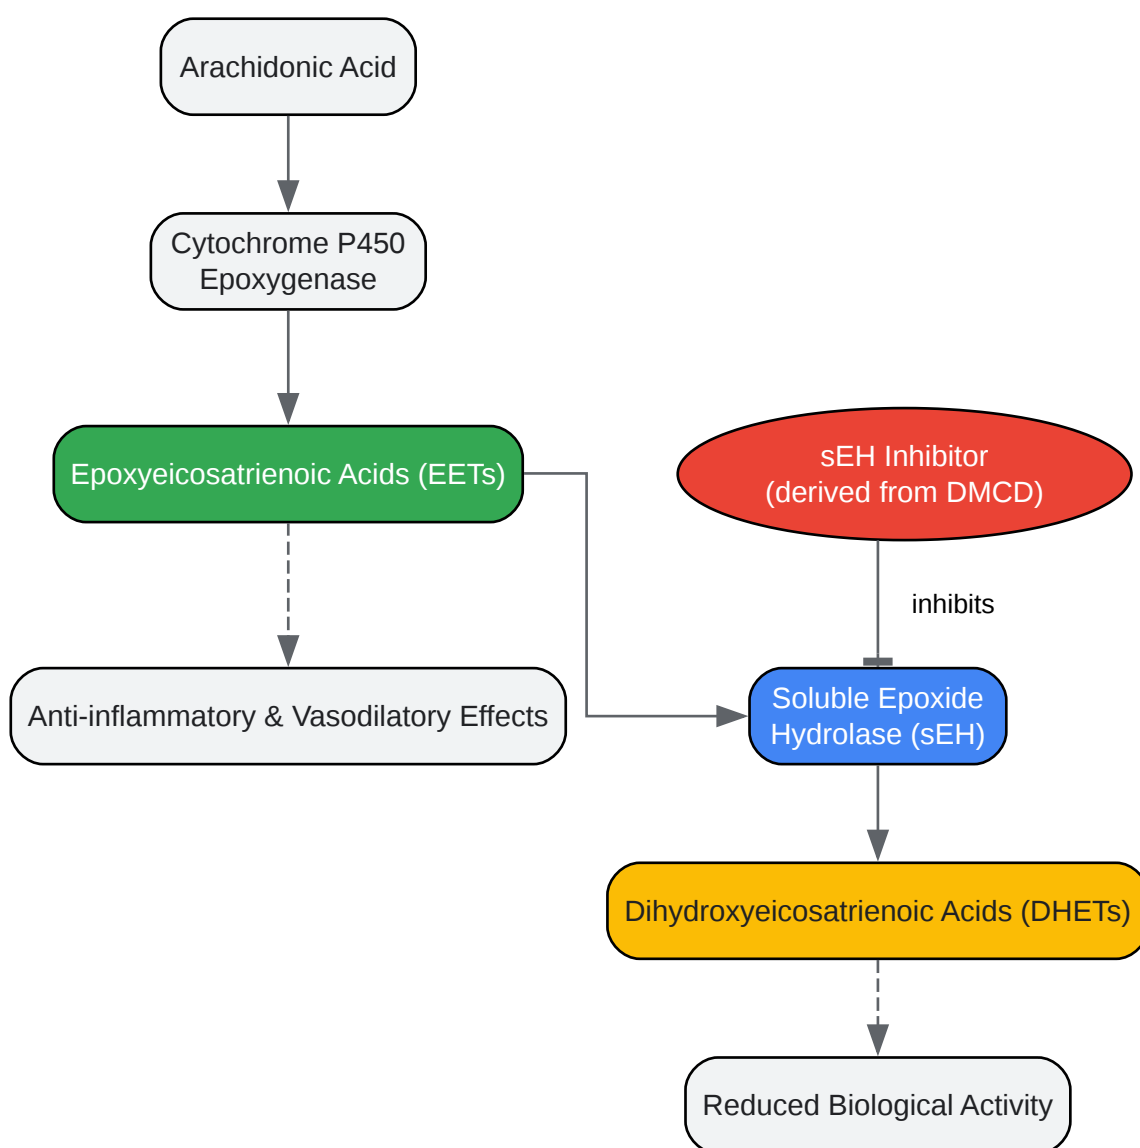 Arachidonic Acid
Cytochrome P450
Epoxygenase
Epoxyeicosatrienoic Acids (EETs)
sEH Inhibitor
(derived from DMCD)
inhibits
Anti-inflammatory & Vasodilatory Effects
Soluble Epoxide
Hydrolase (sEH)
Dihydroxyeicosatrienoic Acids (DHETs)
Reduced Biological Activity